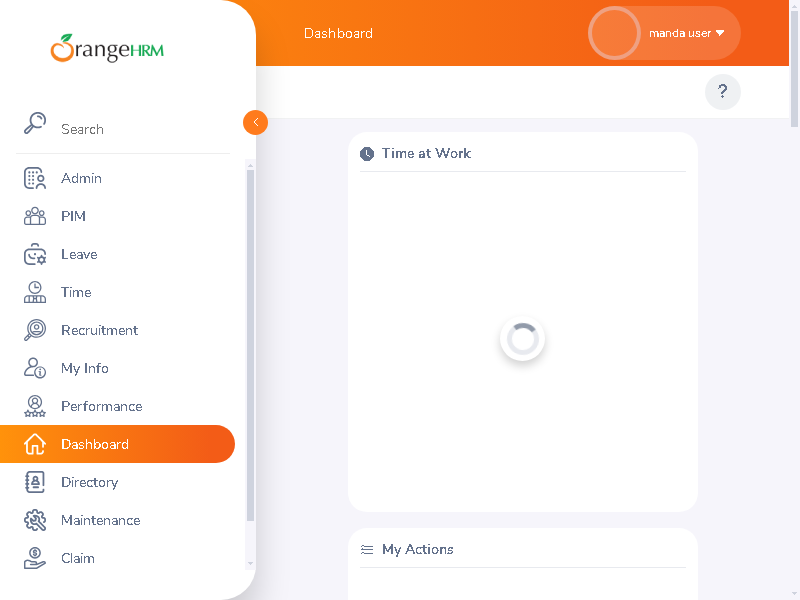 OrangeHRM
Dashboard
manda user
?
Search
Admin
PIM
Leave
Time
Recruitment
My Info
Performance
Dashboard
Directory
Maintenance
Claim
Time at Work
My Actions